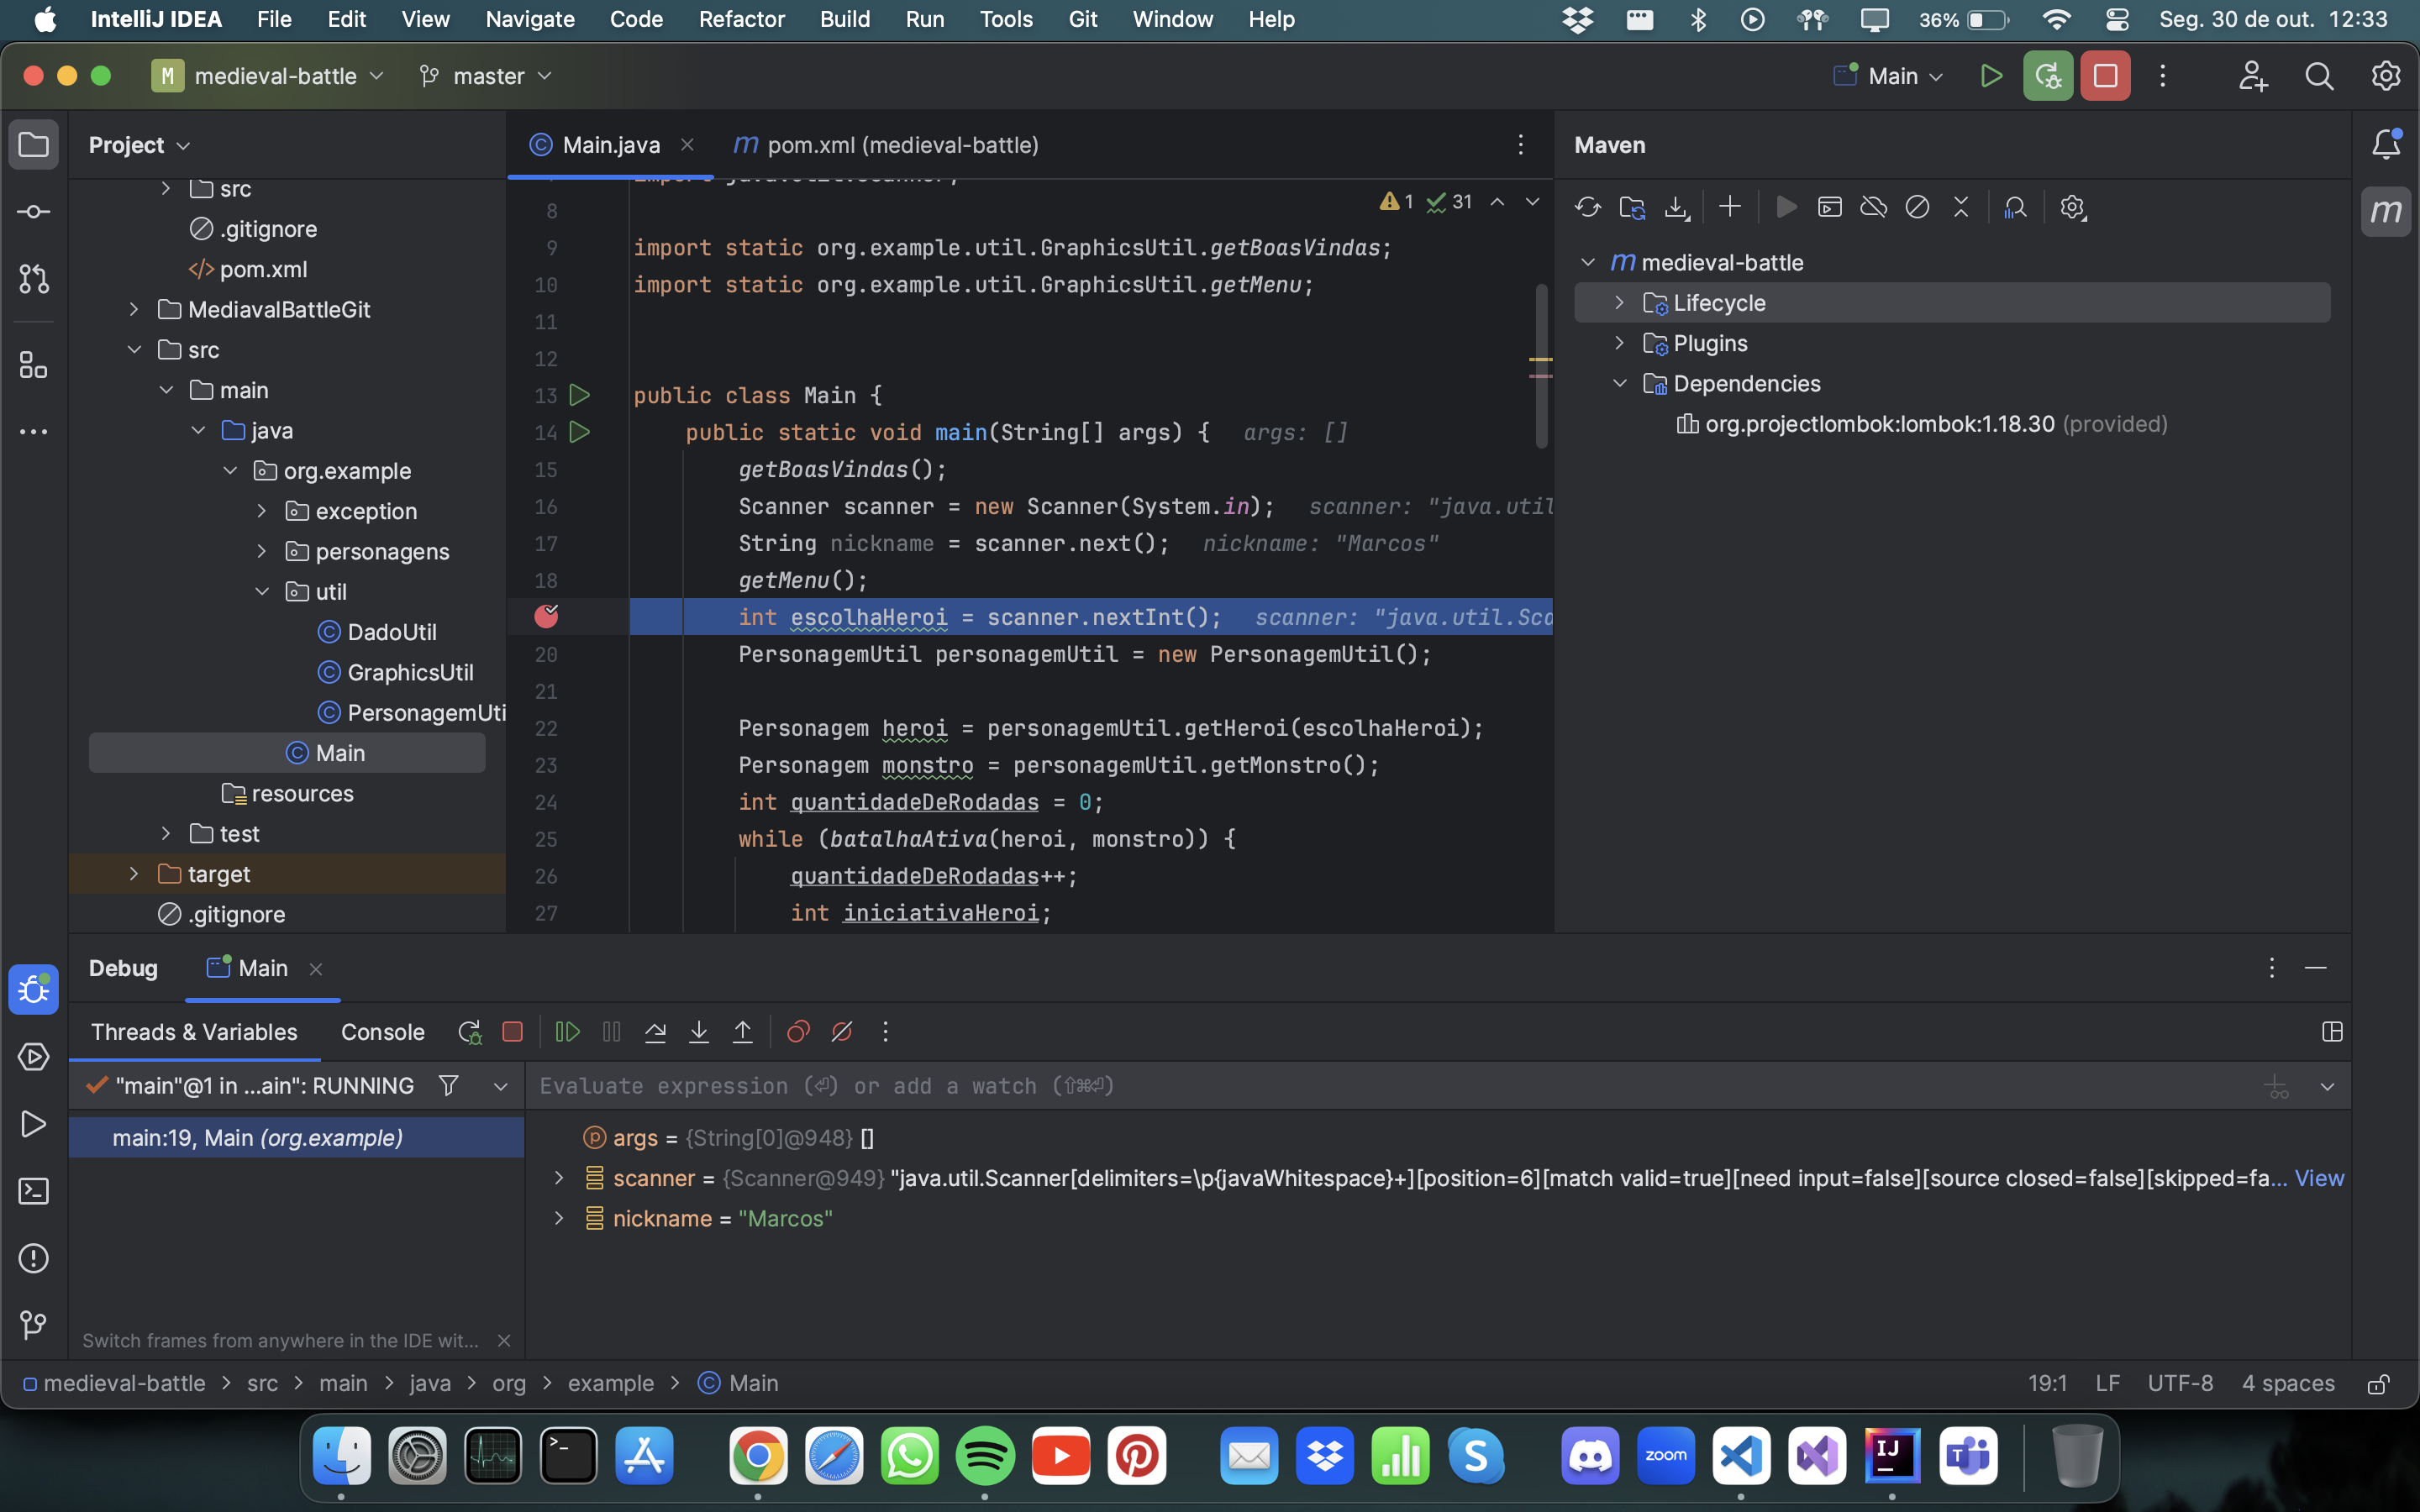 IntelliJ IDEA File Edit View Navigate Code Refactor Build Run Tools Git Window Help 36% Seg. 30 de out. 12:33
M medieval-battle master Main
Project
src
.gitignore
pom.xml
MediavalBattleGit
src
main
java
org.example
exception
personagens
util
DadoUtil
GraphicsUtil
PersonagemUti
Main
resources
test
target
.gitignore
Main.java m pom.xml (medieval-battle)
1 31
8
9 import static org.example.util.GraphicsUtil.getBoasVindas;
10 import static org.example.util.GraphicsUtil.getMenu;
11
12
13 public class Main {
14 public static void main(String[] args) { args: []
15 getBoasVindas();
16 Scanner scanner = new Scanner(System.in); scanner: "java.util
17 String nickname = scanner.next(); nickname: "Marcos"
18 getMenu();
int escolhaHeroi = scanner.nextInt(); scanner: "java.util.Sca
20 PersonagemUtil personagemUtil = new PersonagemUtil();
21
22 Personagem heroi = personagemUtil.getHeroi(escolhaHeroi);
23 Personagem monstro = personagemUtil.getMonstro();
24 int quantidadeDeRodadas = 0;
25 while (batalhaAtiva(heroi, monstro)) {
26 quantidadeDeRodadas++;
27 int iniciativaHeroi;
Maven
m medieval-battle
Lifecycle
Plugins
Dependencies
org.projectlombok:lombok:1.18.30 (provided)
m
Debug Main
Threads & Variables Console
"main"@1 in ...ain": RUNNING
main:19, Main (org.example)
Switch frames from anywhere in the IDE wit...
Evaluate expression (⏎) or add a watch (⇧⌘⏎)
p args = {String[0]@948} []
scanner = {Scanner@949} "java.util.Scanner[delimiters=\p{javaWhitespace}+][position=6][match valid=true][need input=false][source closed=false][skipped=fa... View
nickname = "Marcos"
medieval-battle > src > main > java > org > example > Main
19:1 LF UTF-8 4 spaces
zoom
IJ